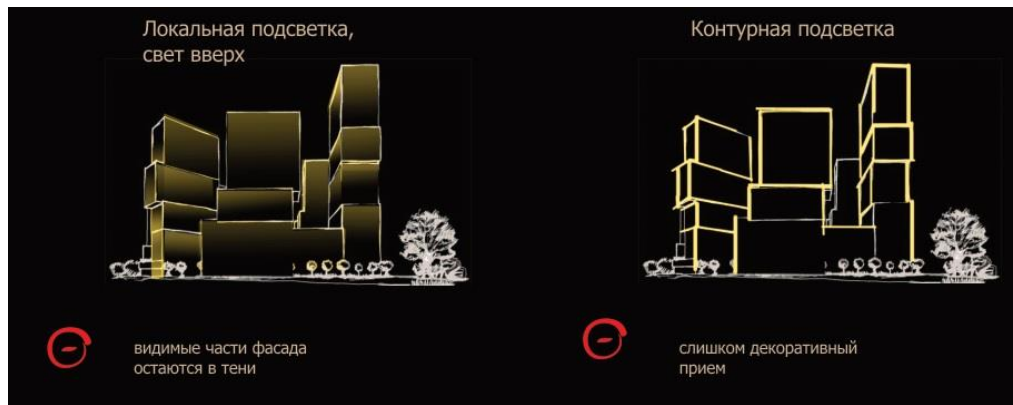 Локальная подсветка,
свет вверх
Контурная подсветка
видимые части фасада
остаются в тени
слишком декоративный
прием